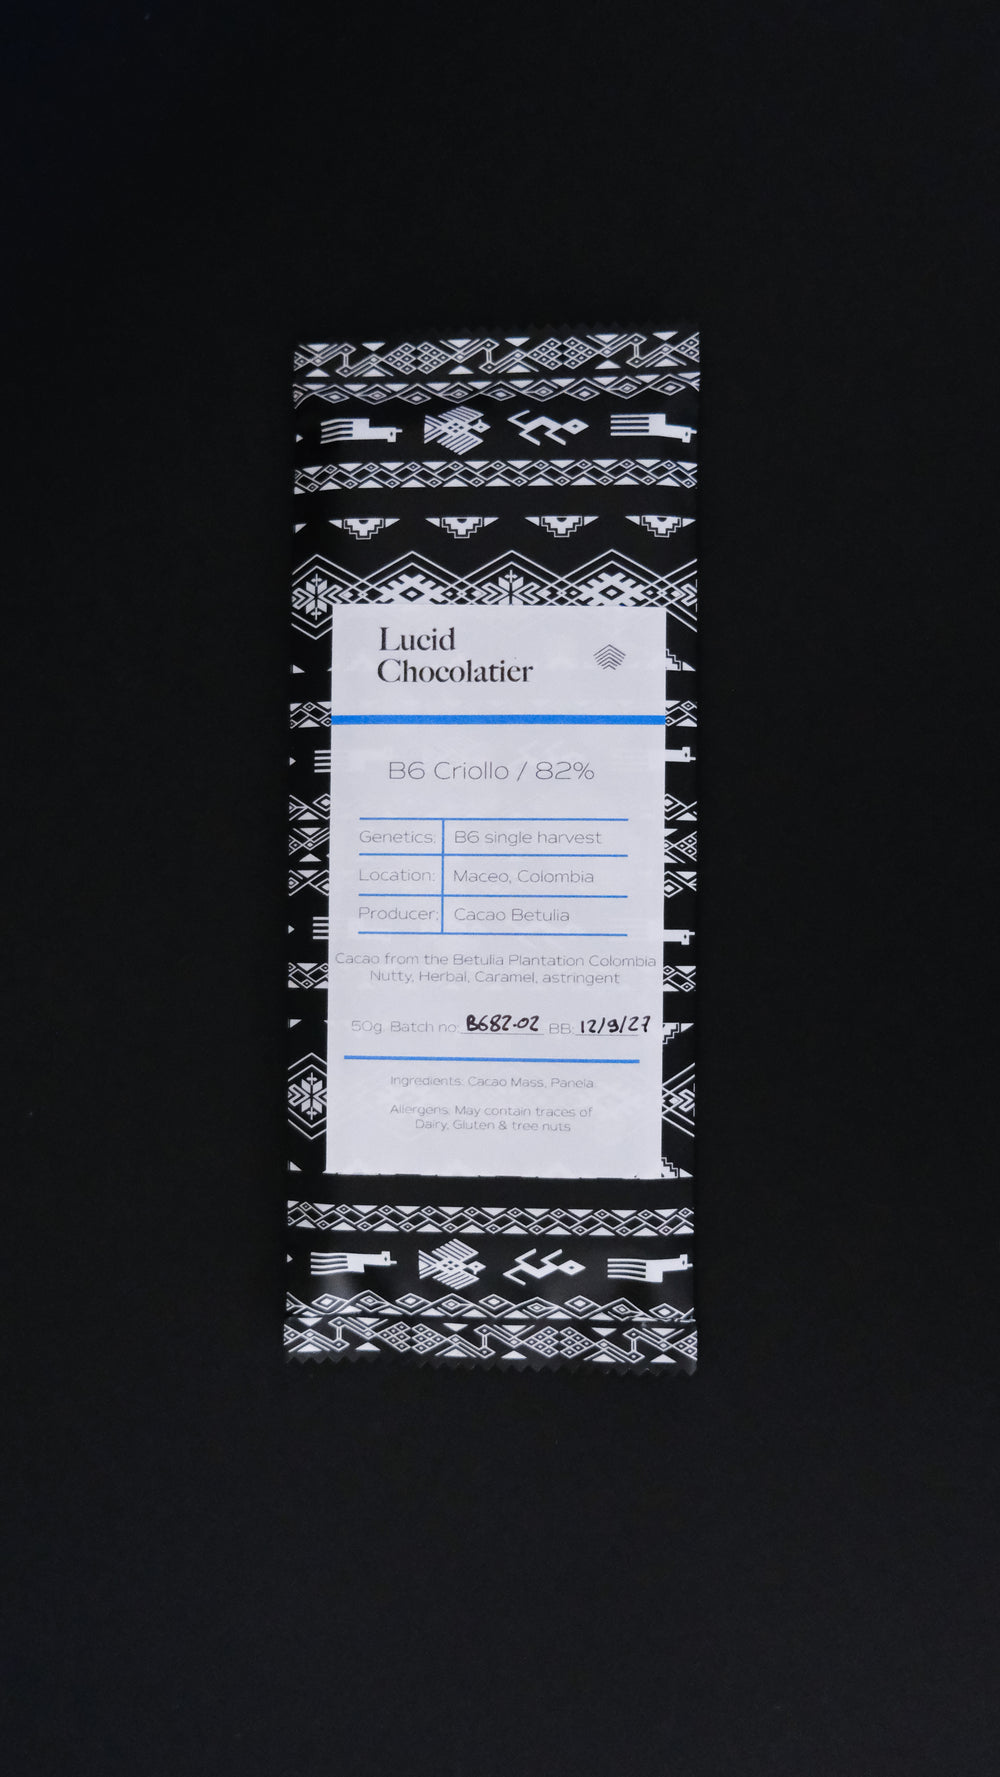 Lucid
Chocolatier
B6 Criollo / 82%
Genetics: B6 single harvest
Location: Maceo, Colombia
Producer: Cacao Betulia
Cacao from the Betulia Plantation Colombia
Nutty, Herbal, Caramel, astringent
50g. Batch no: B682-02 BB: 12/9/27
Ingredients: Cacao Mass, Panela
Allergens: May contain traces of
Dairy, Gluten & tree nuts